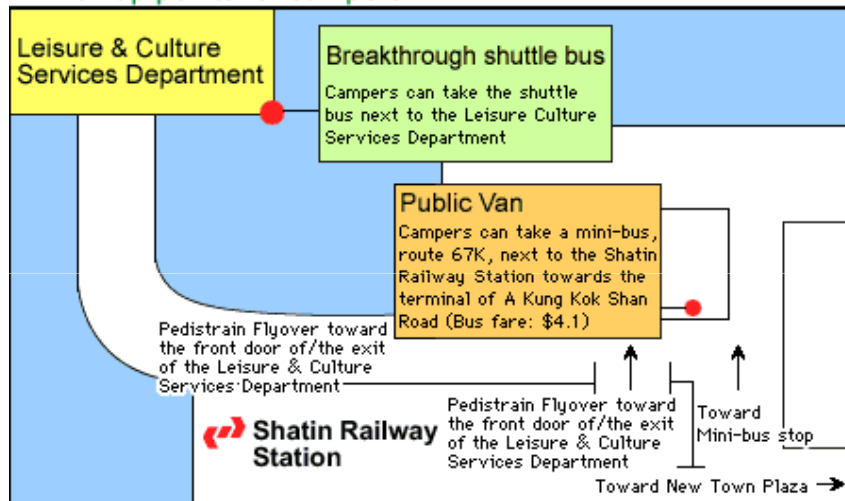 Leisure & Culture
Services Department
Breakthrough shuttle bus
Campers can take the shuttle
bus next to the Leisure Culture
Services Department
Public Van
Campers can take a mini-bus,
route 67K, next to the Shatin
Railway Station towards the
terminal of A Kung Kok Shan
Road (Bus fare: $4.1)
Pedistrain Flyover toward
the front door of/the exit
of the Leisure & Culture
Services Department
Shatin Railway
Station
Pedistrain Flyover toward
the front door of/the exit
of the Leisure & Culture
Services Department
Toward
Mini-bus stop
Toward New Town Plaza